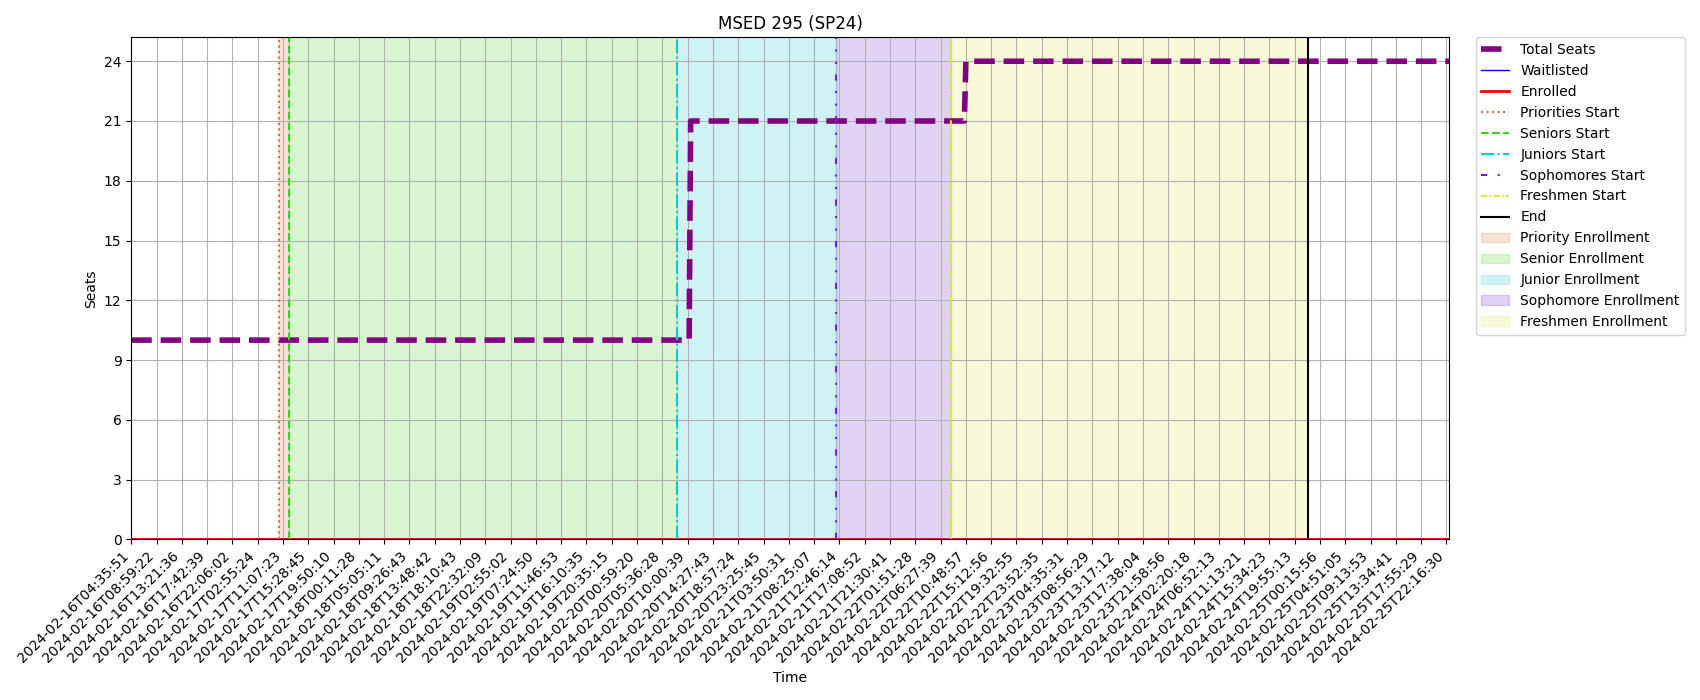 MSED 295 (SP24)
24
21
18
15
12
9
6
3
0
Seats
2024-02-16T04:35:51
2024-02-16T08:59:22
2024-02-16T13:21:36
2024-02-16T17:42:39
2024-02-16T22:06:02
2024-02-17T02:55:24
2024-02-17T11:07:23
2024-02-17T15:28:45
2024-02-17T19:50:10
2024-02-18T00:11:28
2024-02-18T05:05:11
2024-02-18T09:26:43
2024-02-18T13:48:42
2024-02-18T18:10:43
2024-02-18T22:32:09
2024-02-19T02:55:02
2024-02-19T07:24:50
2024-02-19T11:46:53
2024-02-19T16:10:35
2024-02-19T20:35:15
2024-02-20T00:59:20
2024-02-20T05:36:28
2024-02-20T10:00:39
2024-02-20T14:27:43
2024-02-20T18:57:24
2024-02-20T23:25:45
2024-02-21T03:50:31
2024-02-21T08:25:07
2024-02-21T12:46:14
2024-02-21T17:08:52
2024-02-21T21:30:41
2024-02-22T01:51:28
2024-02-22T06:27:39
2024-02-22T10:48:57
2024-02-22T15:12:56
2024-02-22T19:32:55
2024-02-22T23:52:35
2024-02-23T04:35:31
2024-02-23T08:56:29
2024-02-23T13:17:12
2024-02-23T17:38:04
2024-02-23T21:58:56
2024-02-24T02:20:18
2024-02-24T06:52:13
2024-02-24T11:13:21
2024-02-24T15:34:23
2024-02-24T19:55:13
2024-02-25T00:15:56
2024-02-25T04:51:05
2024-02-25T09:13:53
2024-02-25T13:34:41
2024-02-25T17:55:29
2024-02-25T22:16:30
Time
Total Seats
Waitlisted
Enrolled
Priorities Start
Seniors Start
Juniors Start
Sophomores Start
Freshmen Start
End
Priority Enrollment
Senior Enrollment
Junior Enrollment
Sophomore Enrollment
Freshmen Enrollment